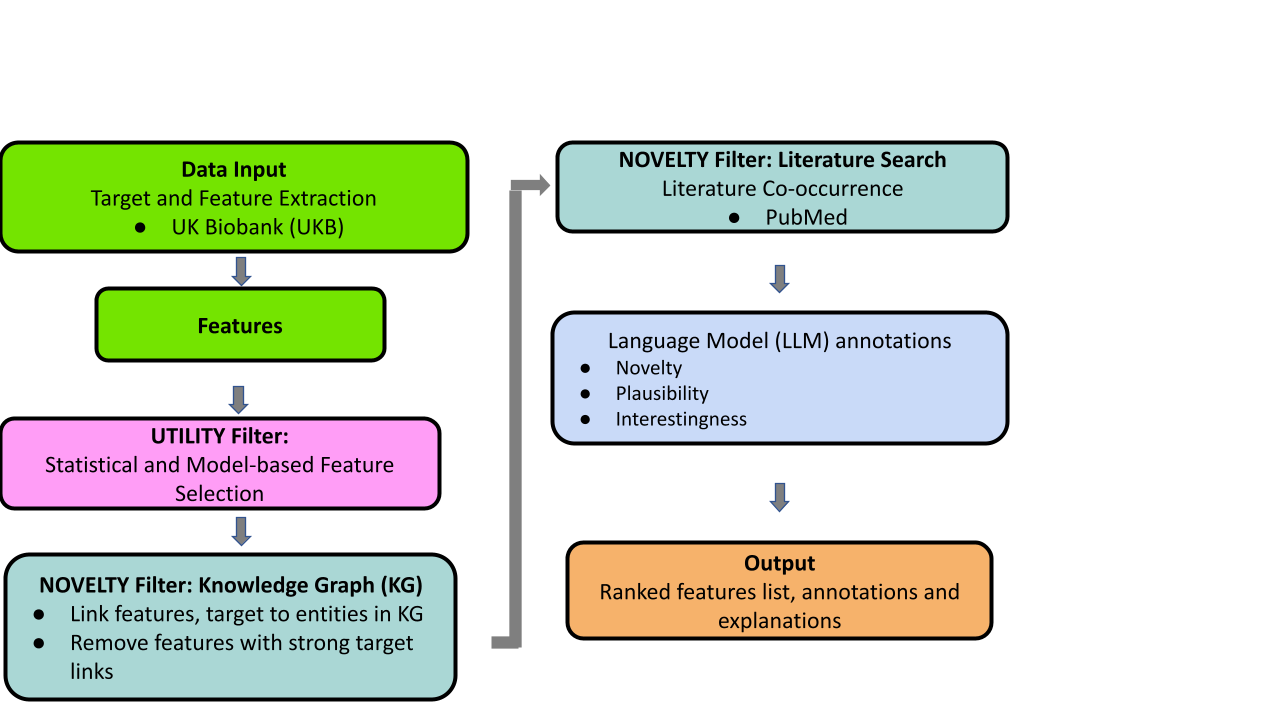 Data Input
Target and Feature Extraction
● UK Biobank (UKB)
Features
UTILITY Filter:
Statistical and Model-based Feature
Selection
NOVELTY Filter: Knowledge Graph (KG)
● Link features, target to entities in KG
● Remove features with strong target
links
NOVELTY Filter: Literature Search
Literature Co-occurrence
● PubMed
Language Model (LLM) annotations
● Novelty
● Plausibility
● Interestingness
Output
Ranked features list, annotations and
explanations